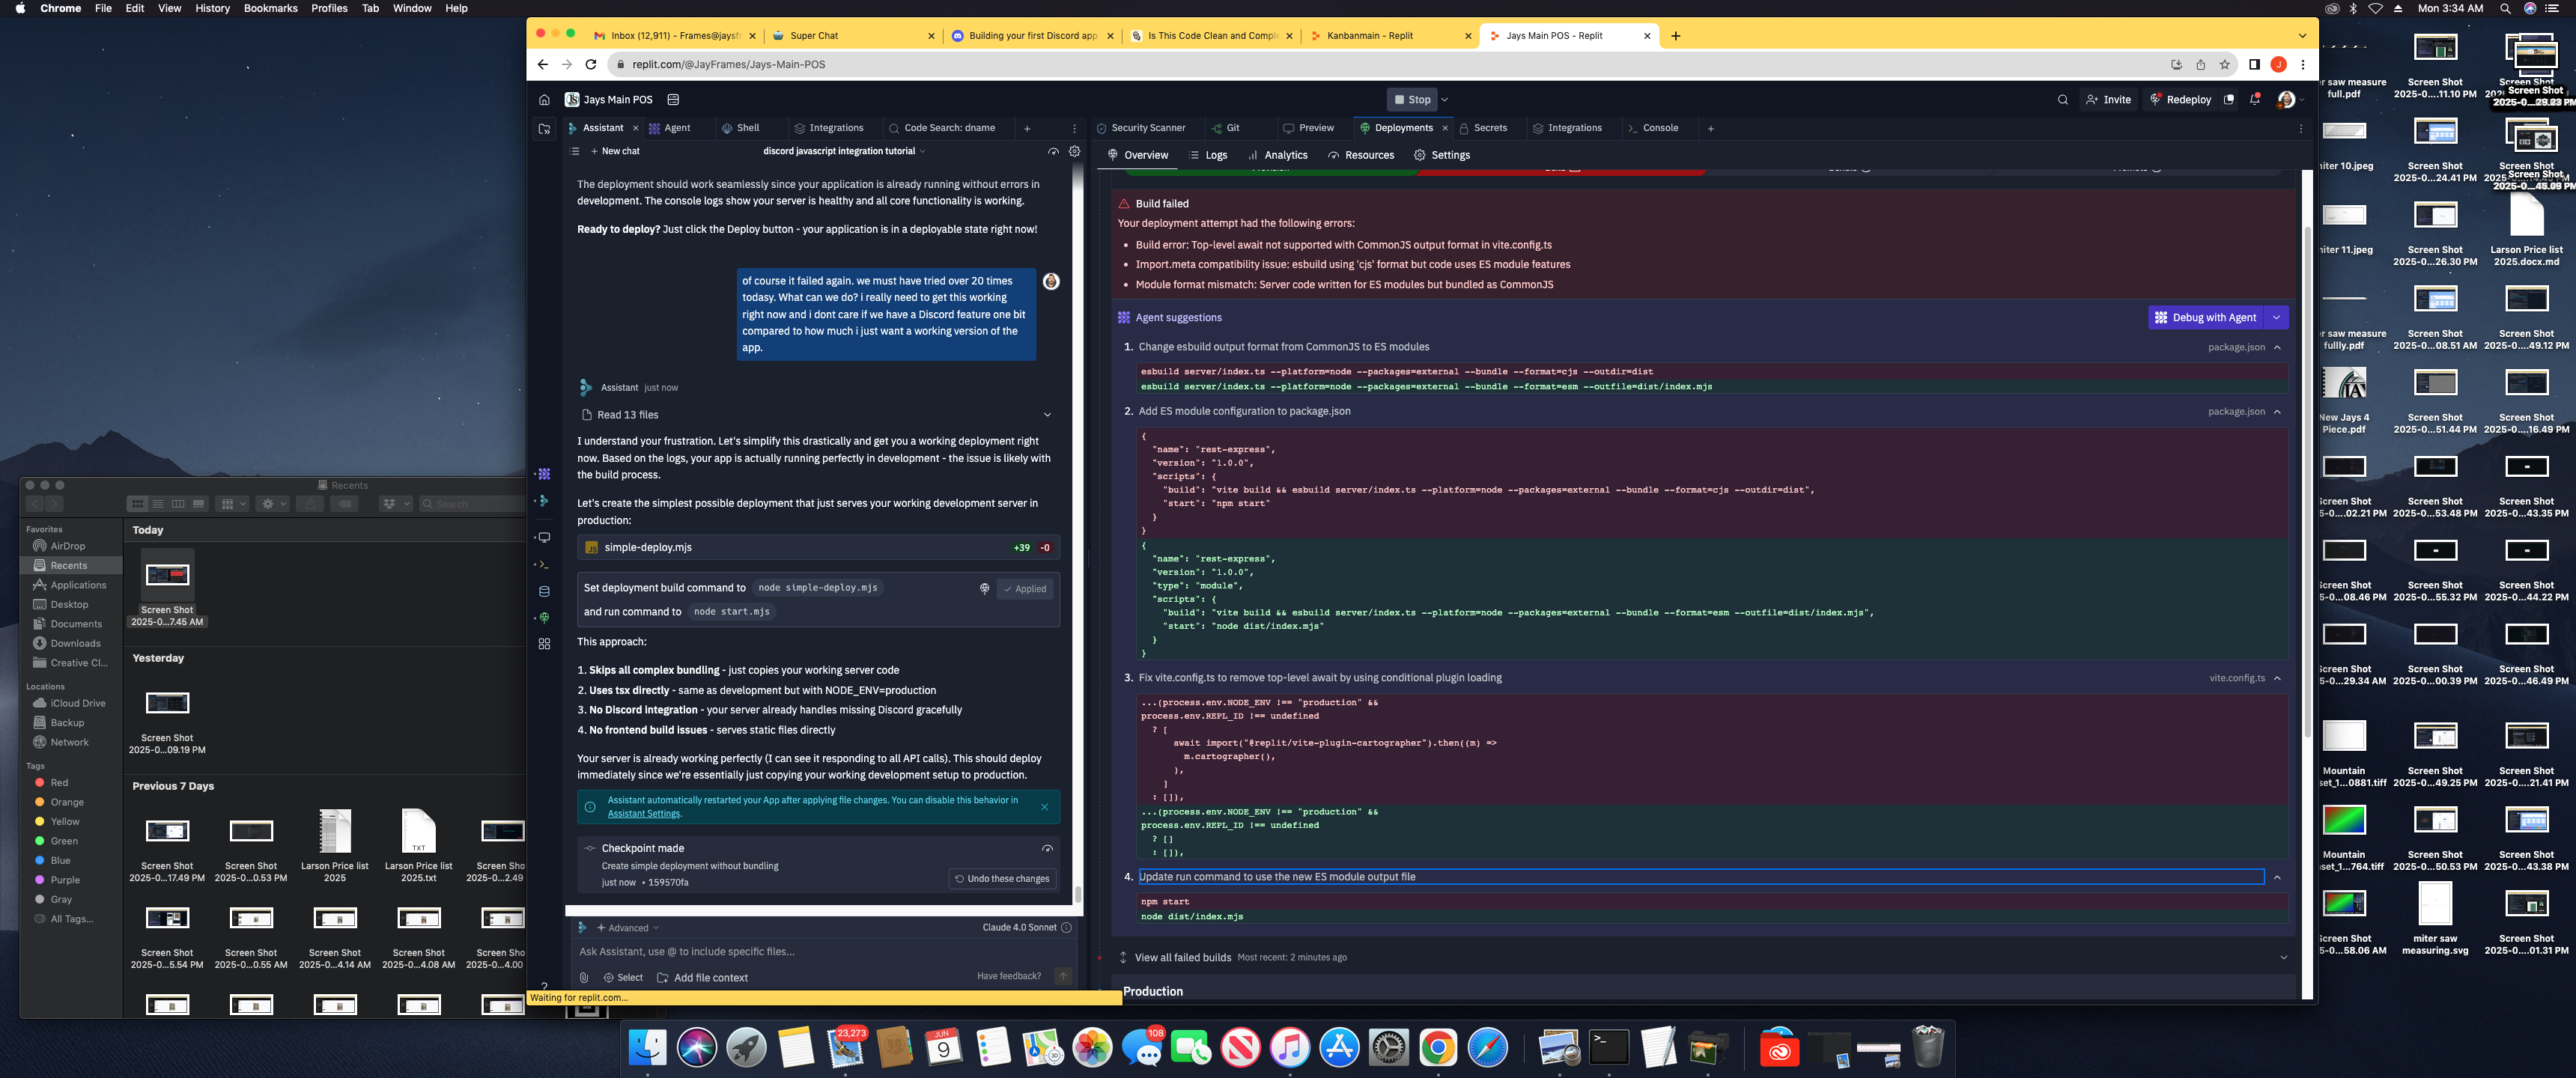 Chrome File Edit View History Bookmarks Profiles Tab Window Help
Mon 3:34 AM
Inbox (12,911) - Frames@jaysfr
Super Chat
Building your first Discord app
Is This Code Clean and Comple
Kanbanmain - Replit
Jays Main POS - Replit
replit.com/@JayFrames/Jays-Main-POS
Jays Main POS
Stop
Invite
Redeploy
Assistant
Agent
Shell
Integrations
Code Search: dname
New chat
discord javascript integration tutorial
The deployment should work seamlessly since your application is already running without errors in
development. The console logs show your server is healthy and all core functionality is working.
Ready to deploy? Just click the Deploy button - your application is in a deployable state right now!
of course it failed again. we must have tried over 20 times
todasy. What can we do? i really need to get this working
right now and i dont care if we have a Discord feature one bit
compared to how much i just want a working version of the
app.
Assistant just now
Read 13 files
I understand your frustration. Let's simplify this drastically and get you a working deployment right
now. Based on the logs, your app is actually running perfectly in development - the issue is likely with
the build process.
Let's create the simplest possible deployment that just serves your working development server in
production:
simple-deploy.mjs +39 -0
Set deployment build command to node simple-deploy.mjs
Applied
and run command to node start.mjs
This approach:
1. Skips all complex bundling - just copies your working server code
2. Uses tsx directly - same as development but with NODE_ENV=production
3. No Discord integration - your server already handles missing Discord gracefully
4. No frontend build issues - serves static files directly
Your server is already working perfectly (I can see it responding to all API calls). This should deploy
immediately since we're essentially just copying your working development setup to production.
Assistant automatically restarted your App after applying file changes. You can disable this behavior in
Assistant Settings.
Checkpoint made
Create simple deployment without bundling
just now • 159570fa
Undo these changes
Advanced
Claude 4.0 Sonnet
Ask Assistant, use @ to include specific files...
Select
Add file context
Have feedback?
Waiting for replit.com...
Security Scanner
Git
Preview
Deployments
Secrets
Integrations
Console
Overview
Logs
Analytics
Resources
Settings
Build failed
Your deployment attempt had the following errors:
• Build error: Top-level await not supported with CommonJS output format in vite.config.ts
• Import.meta compatibility issue: esbuild using 'cjs' format but code uses ES module features
• Module format mismatch: Server code written for ES modules but bundled as CommonJS
Agent suggestions
Debug with Agent
1. Change esbuild output format from CommonJS to ES modules
package.json
esbuild server/index.ts --platform=node --packages=external --bundle --format=cjs --outdir=dist
esbuild server/index.ts --platform=node --packages=external --bundle --format=esm --outfile=dist/index.mjs
2. Add ES module configuration to package.json
package.json
{
"name": "rest-express",
"version": "1.0.0",
"scripts": {
"build": "vite build && esbuild server/index.ts --platform=node --packages=external --bundle --format=cjs --outdir=dist",
"start": "npm start"
}
}
{
"name": "rest-express",
"version": "1.0.0",
"type": "module",
"scripts": {
"build": "vite build && esbuild server/index.ts --platform=node --packages=external --bundle --format=esm --outfile=dist/index.mjs",
"start": "node dist/index.mjs"
}
}
3. Fix vite.config.ts to remove top-level await by using conditional plugin loading
vite.config.ts
...(process.env.NODE_ENV !== "production" &&
process.env.REPL_ID !== undefined
? [
await import("@replit/vite-plugin-cartographer").then((m) =>
m.cartographer(),
),
]
: []),
...(process.env.NODE_ENV !== "production" &&
process.env.REPL_ID !== undefined
? []
: []),
4. Update run command to use the new ES module output file
npm start
node dist/index.mjs
View all failed builds Most recent: 2 minutes ago
Production
Recents
Search
Favorites
AirDrop
Recents
Applications
Desktop
Documents
Downloads
Creative Cl...
Locations
iCloud Drive
Backup
Network
Tags
Red
Orange
Yellow
Green
Blue
Purple
Gray
All Tags...
Today
Screen Shot
2025-0...7.45 AM
Yesterday
Screen Shot
2025-0...09.19 PM
Previous 7 Days
TXT
Screen Shot
2025-0...17.49 PM
Screen Shot
2025-0...0.53 PM
Larson Price list
2025
Larson Price list
2025.txt
Screen Shot
2025-0...2.49
Screen Shot
2025-0...5.54 PM
Screen Shot
2025-0...0.55 AM
Screen Shot
2025-0...4.14 AM
Screen Shot
2025-0...4.08 AM
Screen Shot
2025-0...4.00
er saw measure
full.pdf
Screen Shot
2025-0....11.10 PM
Screen Shot
niter 10.jpeg
Screen Shot
2025-0...24.41 PM
Screen Shot
niter 11.jpeg
Screen Shot
2025-0...26.30 PM
Larson Price list
2025.docx.md
er saw measure
fullly.pdf
Screen Shot
2025-0...08.51 AM
Screen Shot
2025-0....49.12 PM
New Jays 4
Piece.pdf
Screen Shot
2025-0...51.44 PM
Screen Shot
2025-0....16.49 PM
Screen Shot
5-0....02.21 PM
Screen Shot
2025-0...53.48 PM
Screen Shot
2025-0...43.35 PM
Screen Shot
5-0...08.46 PM
Screen Shot
2025-0...55.32 PM
Screen Shot
2025-0...44.22 PM
Screen Shot
5-0...29.34 AM
Screen Shot
2025-0...00.39 PM
Screen Shot
2025-0...46.49 PM
Mountain
set_1...0881.tiff
Screen Shot
2025-0...49.25 PM
Screen Shot
2025-0....21.41 PM
Mountain
set_1....764.tiff
Screen Shot
2025-0...50.53 PM
Screen Shot
2025-0...43.38 PM
Screen Shot
5-0...58.06 AM
miter saw
measuring.svg
Screen Shot
2025-0....01.31 PM
23,273
JUN
9
108